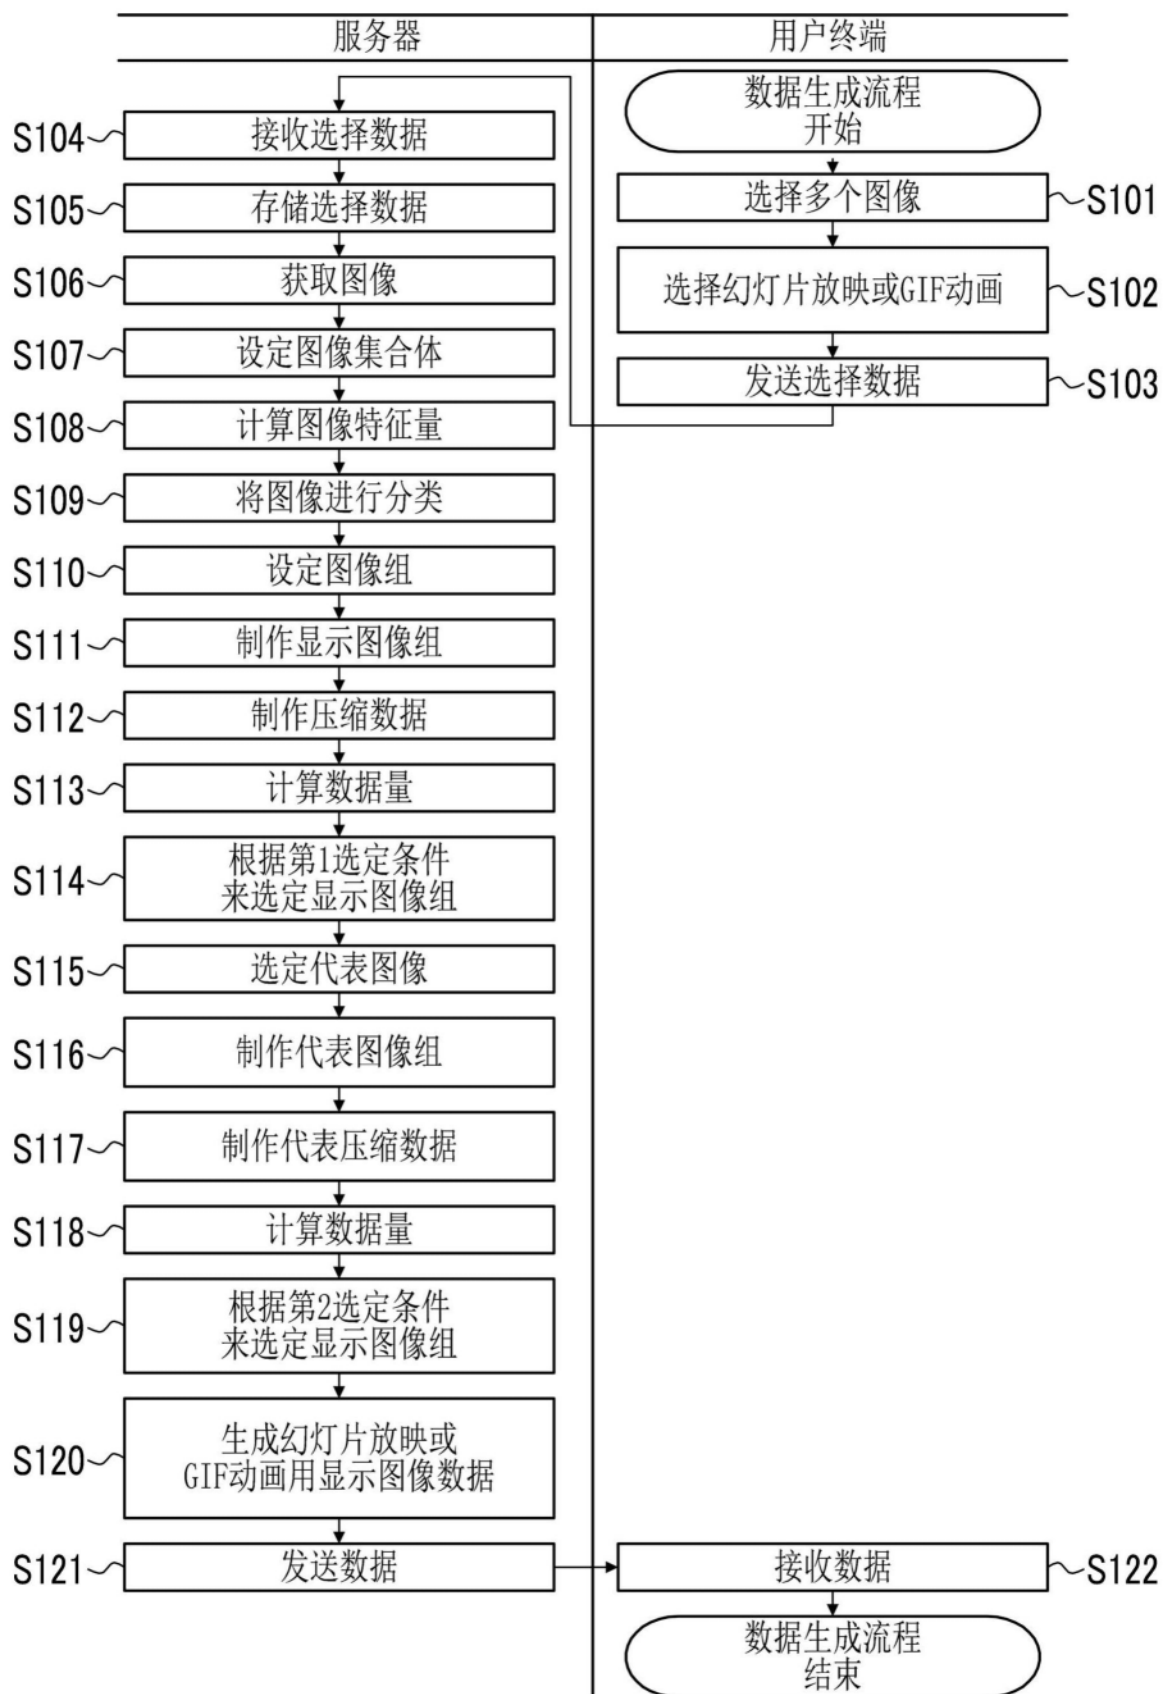 服务器
用户终端
数据生成流程
开始
选择多个图像
S101
选择幻灯片放映或GIF动画
S102
发送选择数据
S103
S104
接收选择数据
S105
存储选择数据
S106
获取图像
S107
设定图像集合体
S108
计算图像特征量
S109
将图像进行分类
S110
设定图像组
S111
制作显示图像组
S112
制作压缩数据
S113
计算数据量
S114
根据第1选定条件
来选定显示图像组
S115
选定代表图像
S116
制作代表图像组
S117
制作代表压缩数据
S118
计算数据量
S119
根据第2选定条件
来选定显示图像组
S120
生成幻灯片放映或
GIF动画用显示图像数据
S121
发送数据
接收数据
S122
数据生成流程
结束